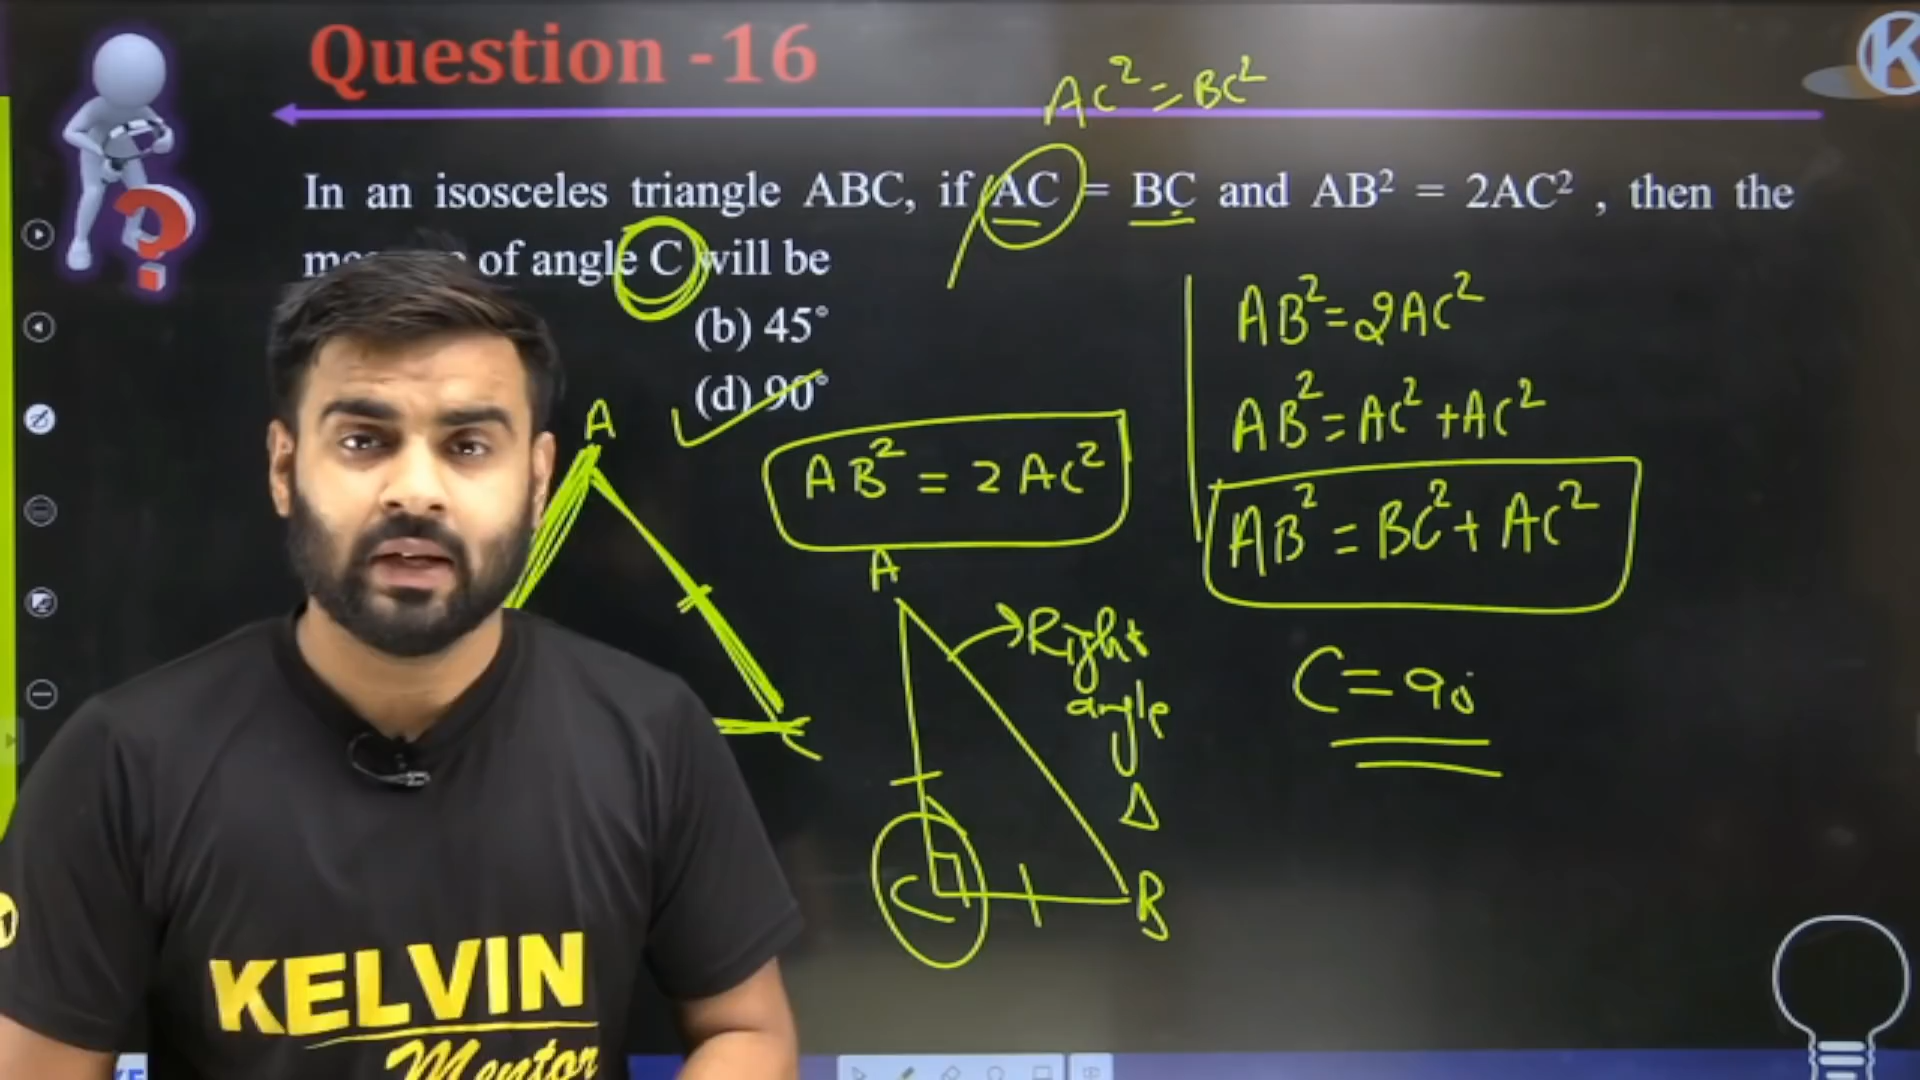 Question -16
AC² = BC²
In an isosceles triangle ABC, if AC = BC and AB² = 2AC² , then the
of angle C will be
(b) 45°
(d) 90°
A
C
AB² = 2AC²
A
C
B
Right
angle
Δ
AB² = 2AC²
AB² = AC² + AC²
AB² = BC² + AC²
C = 90
KELVIN
Mentor
K